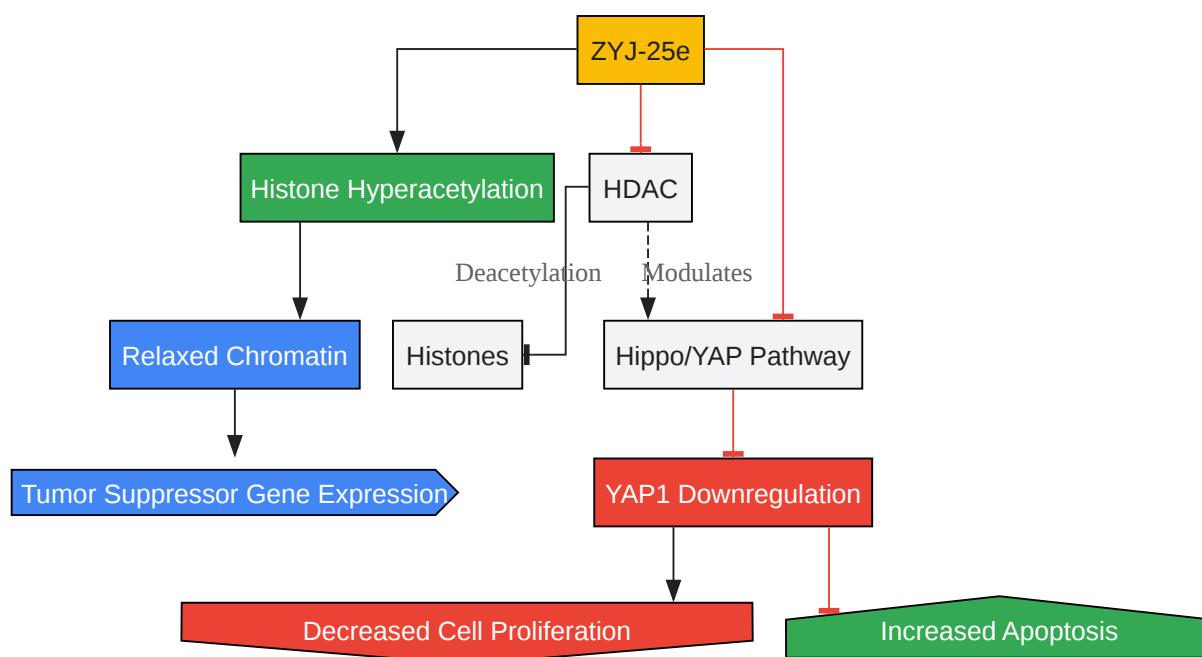 ZYJ-25e
Histone Hyperacetylation
HDAC
Deacetylation
Modulates
Relaxed Chromatin
Histones
Hippo/YAP Pathway
Tumor Suppressor Gene Expression
YAP1 Downregulation
Decreased Cell Proliferation
Increased Apoptosis